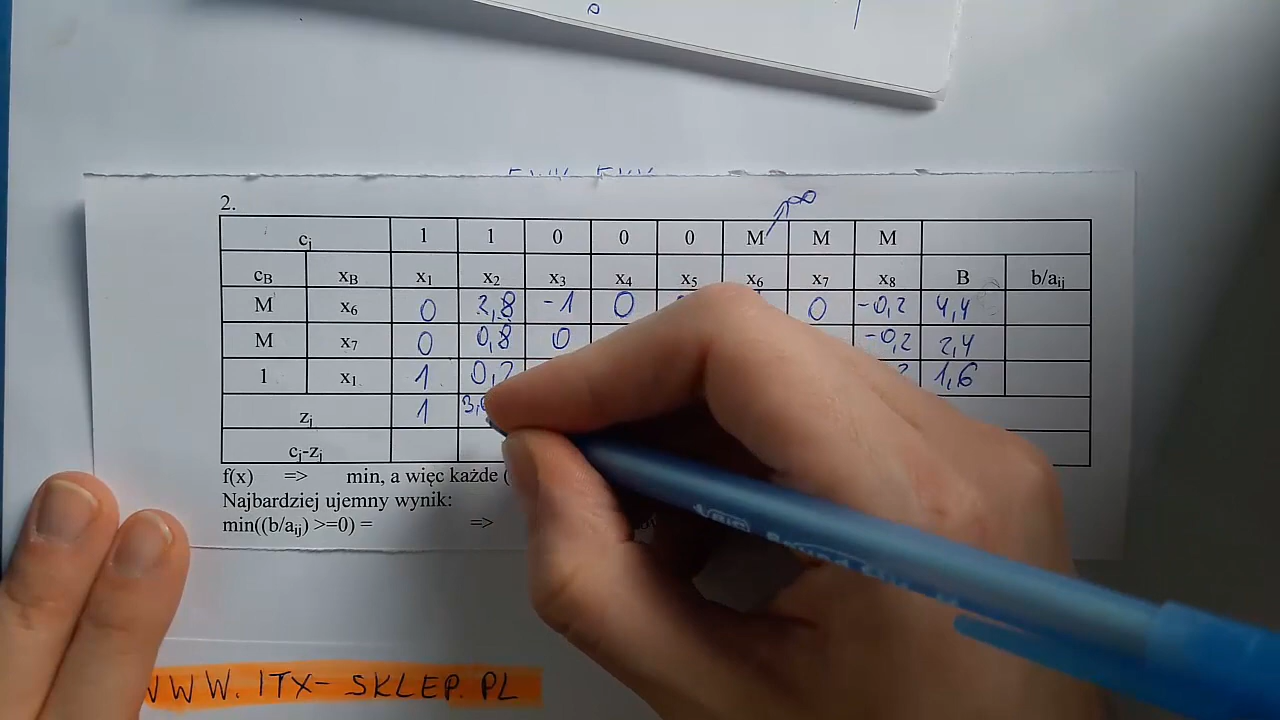 2.
∞
cj 1 1 0 0 0 M M M
cB xB x1 x2 x3 x4 x5 x6 x7 x8 B b/aij
M x6 0 2,8 -1 0 0 -0,2 4,4
M x7 0 0,8 0 -0,2 2,4
1 x1 1 0,2 1,6
zj 1 3,
cj-zj
f(x) => min, a więc każde (
Najbardziej ujemny wynik:
min((b/aij) >=0) = =>
WWW.ITX-SKLEP.PL